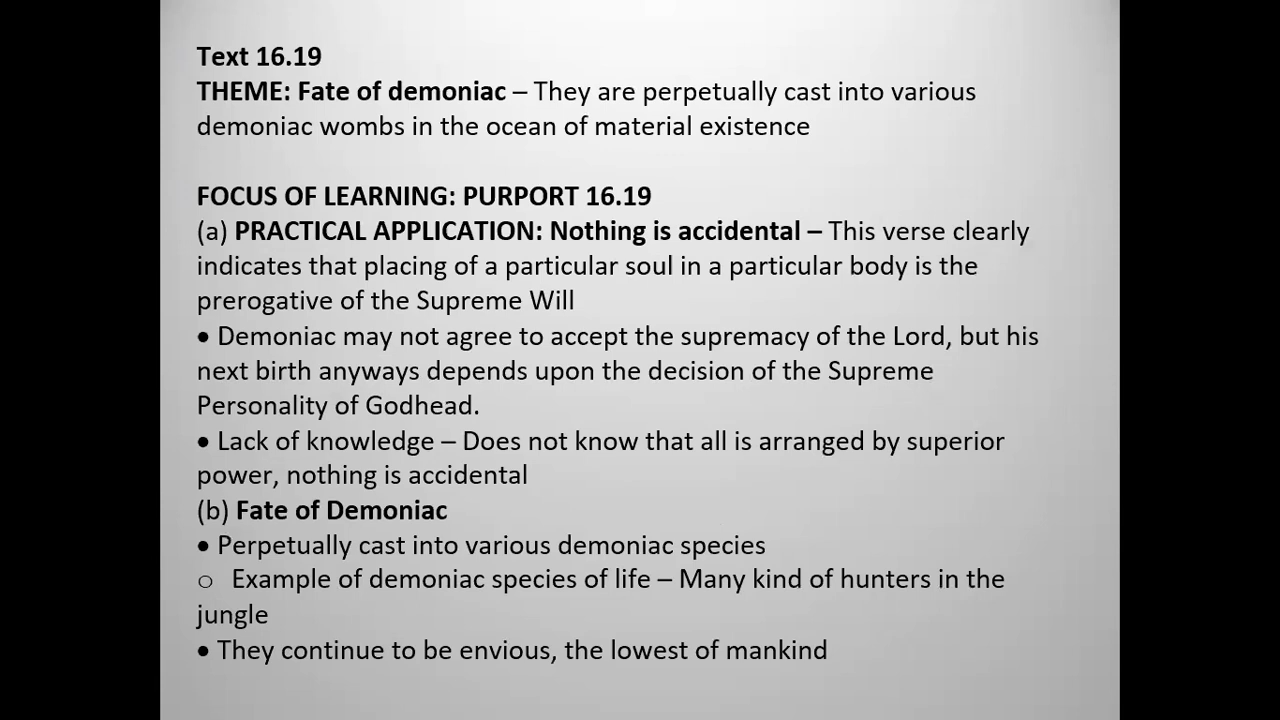 Text 16.19
THEME: Fate of demoniac – They are perpetually cast into various
demoniac wombs in the ocean of material existence
FOCUS OF LEARNING: PURPORT 16.19
(a) PRACTICAL APPLICATION: Nothing is accidental – This verse clearly
indicates that placing of a particular soul in a particular body is the
prerogative of the Supreme Will
• Demoniac may not agree to accept the supremacy of the Lord, but his
next birth anyways depends upon the decision of the Supreme
Personality of Godhead.
• Lack of knowledge – Does not know that all is arranged by superior
power, nothing is accidental
(b) Fate of Demoniac
• Perpetually cast into various demoniac species
o Example of demoniac species of life – Many kind of hunters in the
jungle
• They continue to be envious, the lowest of mankind